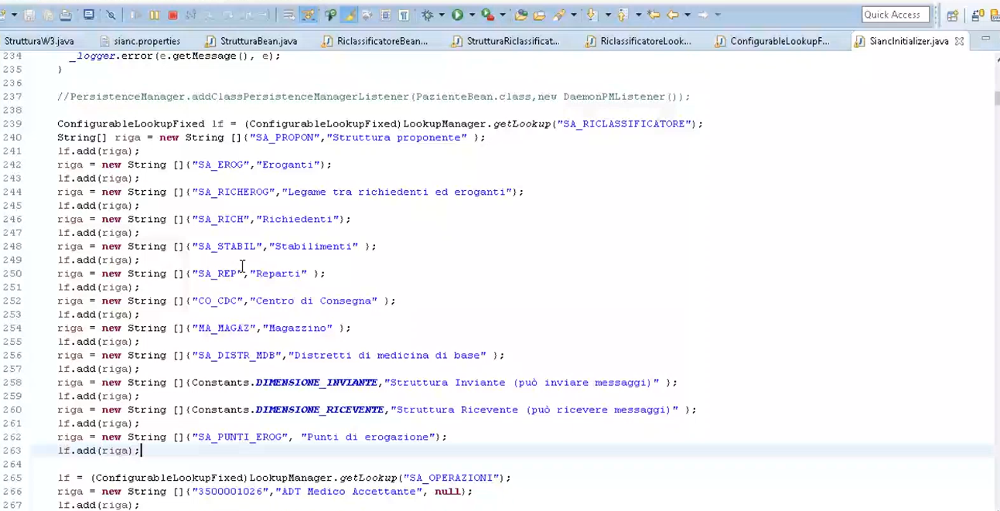 Quick Access
StrutturaW3.java sianc.properties StrutturaBean.java RiclassificatoreBean... StrutturaRiclassificat... RiclassificatoreLook... ConfigurableLookupF... SiancInitializer.java
234 _logger.error(e.getMessage(), e);
235 }
236
237 //PersistenceManager.addClassPersistenceManagerListener(PazienteBean.class,new DaemonPMListener());
238
239 ConfigurableLookupFixed lf = (ConfigurableLookupFixed)LookupManager.getLookup("SA_RICLASSIFICATORE");
240 String[] riga = new String []{"SA_PROPON","Struttura proponente" };
241 lf.add(riga);
242 riga = new String []{"SA_EROG","Eroganti"};
243 lf.add(riga);
244 riga = new String []{"SA_RICHEROG","Legame tra richiedenti ed eroganti"};
245 lf.add(riga);
246 riga = new String []{"SA_RICH","Richiedenti"};
247 lf.add(riga);
248 riga = new String []{"SA_STABIL","Stabilimenti" };
249 lf.add(riga);
250 riga = new String []{"SA_REP","Reparti" };
251 lf.add(riga);
252 riga = new String []{"CO_CDC","Centro di Consegna" };
253 lf.add(riga);
254 riga = new String []{"MA_MAGAZ","Magazzino" };
255 lf.add(riga);
256 riga = new String []{"SA_DISTR_MDB","Distretti di medicina di base" };
257 lf.add(riga);
258 riga = new String []{Constants.DIMENSIONE_INVIANTE,"Struttura Inviante (può inviare messaggi)" };
259 lf.add(riga);
260 riga = new String []{Constants.DIMENSIONE_RICEVENTE,"Struttura Ricevente (può ricevere messaggi)" };
261 lf.add(riga);
262 riga = new String []{"SA_PUNTI_EROG", "Punti di erogazione"};
263 lf.add(riga);
264
265 lf = (ConfigurableLookupFixed)LookupManager.getLookup("SA_OPERAZIONI");
266 riga = new String []{"3500001026","ADT Medico Accettante", null};
267 lf.add(riga);